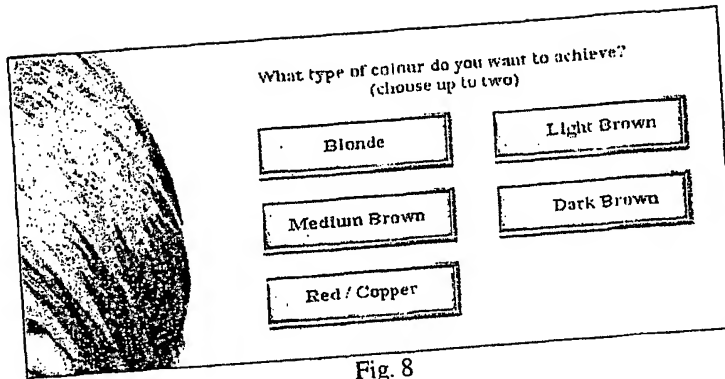 What type of colour do you want to achieve?
(choose up to two)
Blonde
Light Brown
Medium Brown
Dark Brown
Red / Copper
Fig. 8